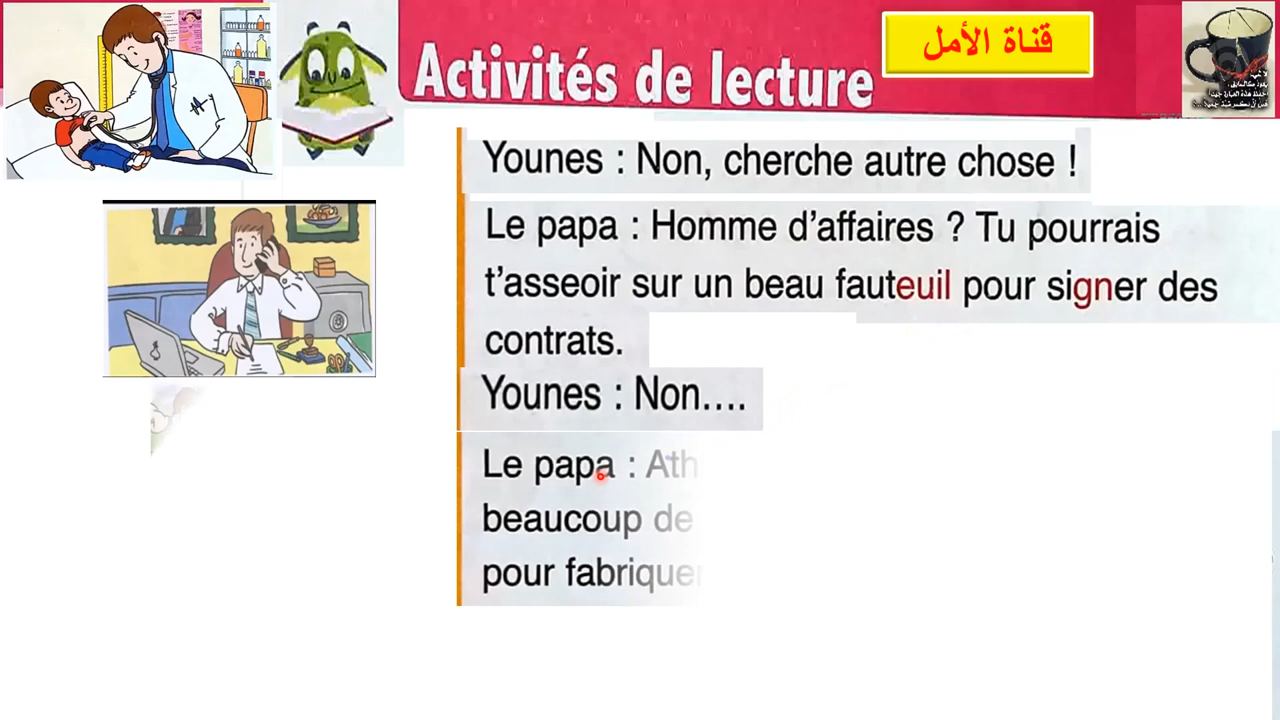 Activités de lecture
قناة الأمل
Younes : Non, cherche autre chose !
Le papa : Homme d'affaires ? Tu pourrais
t'asseoir sur un beau fauteuil pour signer des
contrats.
Younes : Non....
Le papa : Ath
beaucoup de
pour fabrique